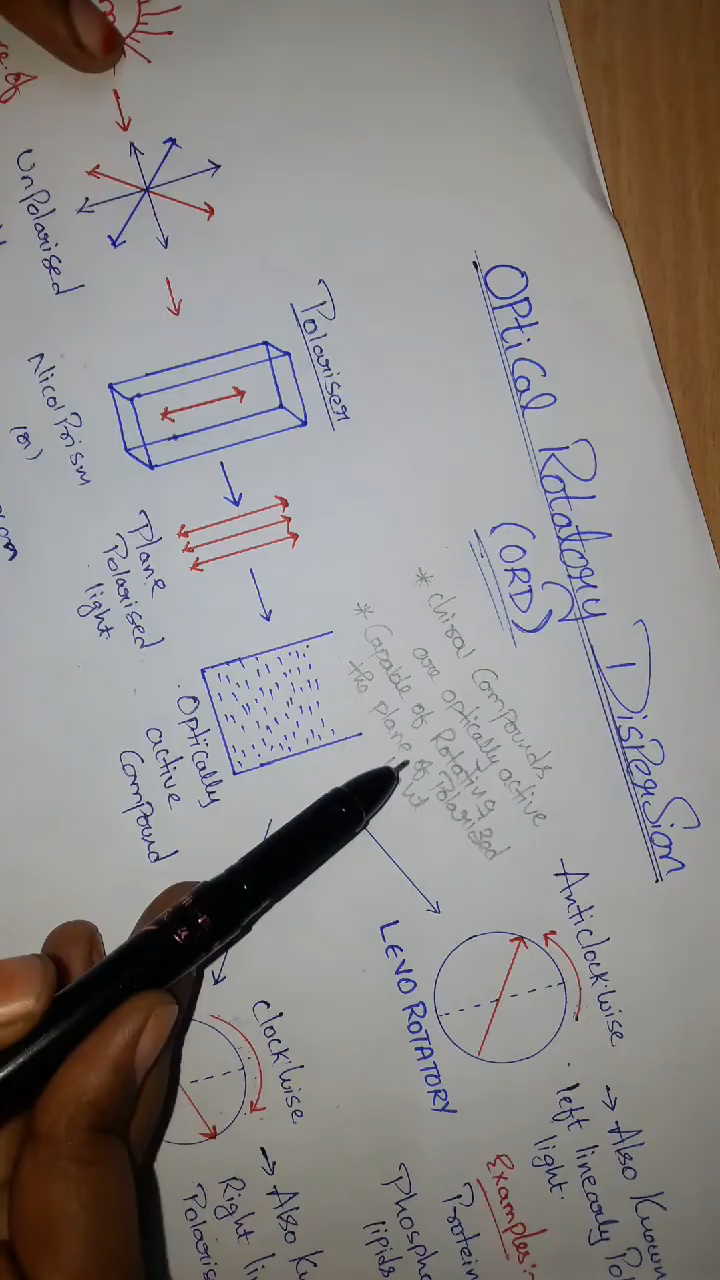 Optical Rotatory Dispersion
(ORD)
* chiral Compounds
are optically active
* Capable of Rotating
the plane of Polarised
Polariser
UnPolarised
Nicol Prism
(or)
Plane
Polarised
light
Optically
active
Compound
Anticlockwise
LEVO ROTATORY
→ Also Known
left linearly Po
light.
clockwise
→ Also Kn
Right li
Polaris
Examples:
Protein
Phospho
lipids